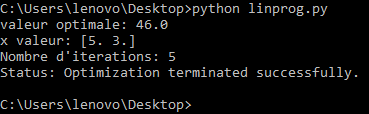 C:\Users\lenovo\Desktop>python linprog.py
valeur optimale: 46.0
x valeur: [5. 3.]
Nombre d'iterations: 5
Status: Optimization terminated successfully.
C:\Users\lenovo\Desktop>